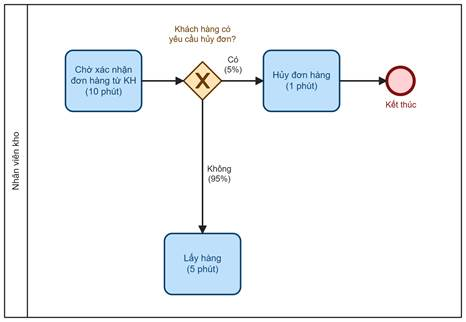 Khách hàng có
yêu cầu hủy đơn?
Chờ xác nhận
đơn hàng từ KH
(10 phút)
Có
(5%)
Hủy đơn hàng
(1 phút)
Kết thúc
Nhân viên kho
Không
(95%)
Lấy hàng
(5 phút)